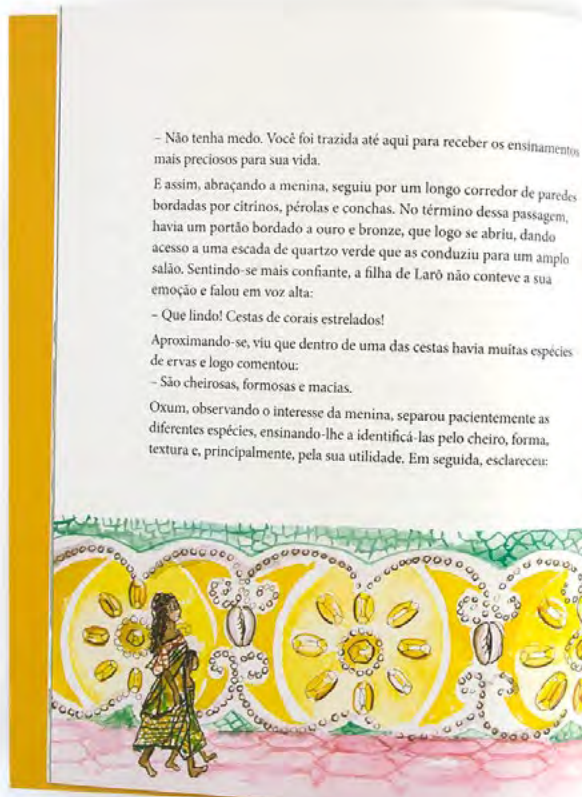 – Não tenha medo. Você foi trazida até aqui para receber os ensinamentos
mais preciosos para sua vida.
E assim, abraçando a menina, seguiu por um longo corredor de paredes
bordadas por citrinos, pérolas e conchas. No término dessa passagem,
havia um portão bordado a ouro e bronze, que logo se abriu, dando
acesso a uma escada de quartzo verde que as conduziu para um amplo
salão. Sentindo-se mais confiante, a filha de Larô não conteve a sua
emoção e falou em voz alta:
– Que lindo! Cestas de corais estrelados!
Aproximando-se, viu que dentro de uma das cestas havia muitas espécies
de ervas e logo comentou:
– São cheirosas, formosas e macias.
Oxum, observando o interesse da menina, separou pacientemente as
diferentes espécies, ensinando-lhe a identificá-las pelo cheiro, forma,
textura e, principalmente, pela sua utilidade. Em seguida, esclareceu: